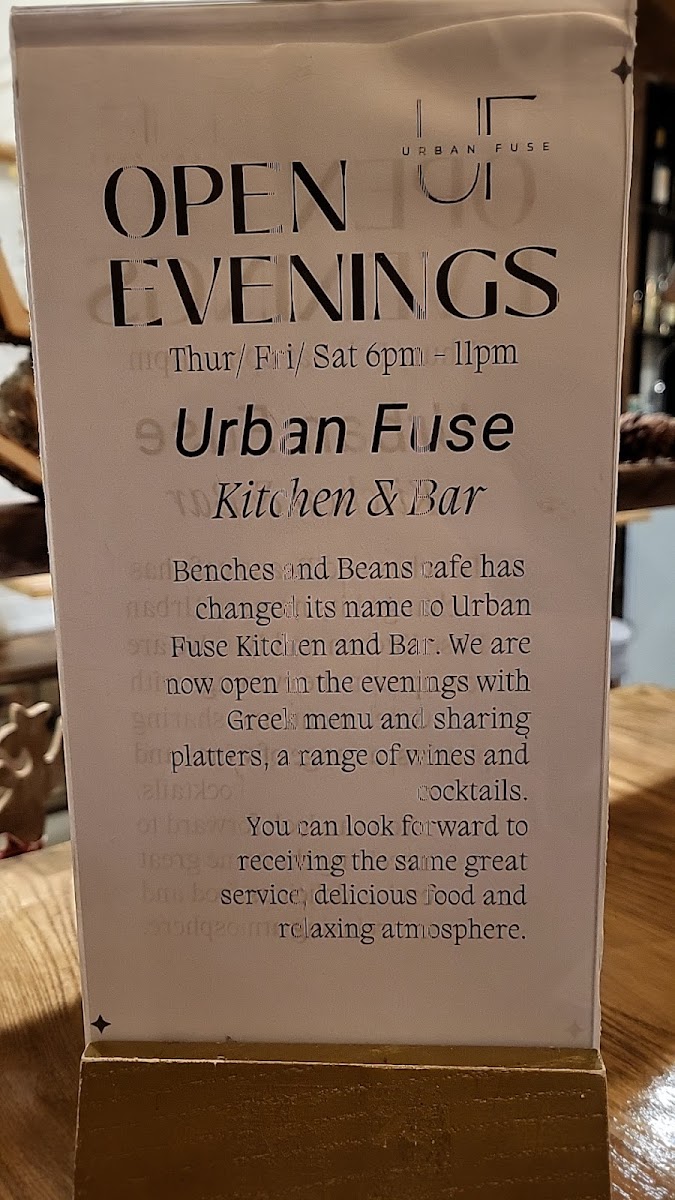 UF
URBAN FUSE
OPEN
EVENINGS
Thur/ Fri/ Sat 6pm - 11pm
Urban Fuse
Kitchen & Bar
Benches and Beans cafe has
changed its name to Urban
Fuse Kitchen and Bar. We are
now open in the evenings with
Greek menu and sharing
platters, a range of wines and
cocktails.
You can look forward to
receiving the same great
service, delicious food and
relaxing atmosphere.